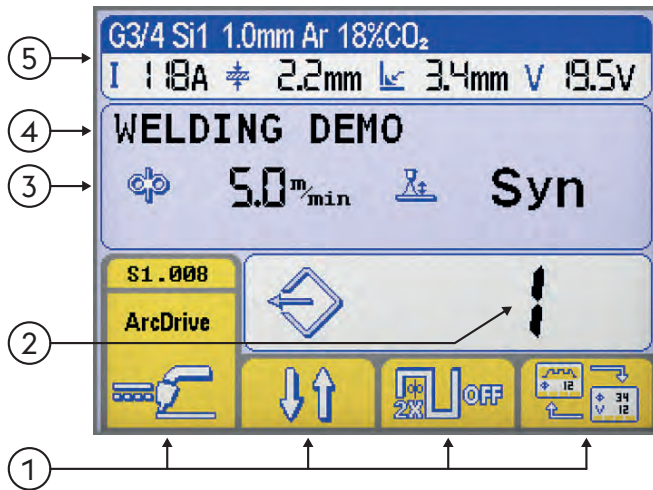 G3/4 Si1 1.0mm Ar 18%CO₂
I 118A 2.2mm 3.4mm V 19.5V
WELDING DEMO
5.0 m/min Syn
S1.008
ArcDrive
1
2X OFF
12
34
V 12
5
4
3
2
1